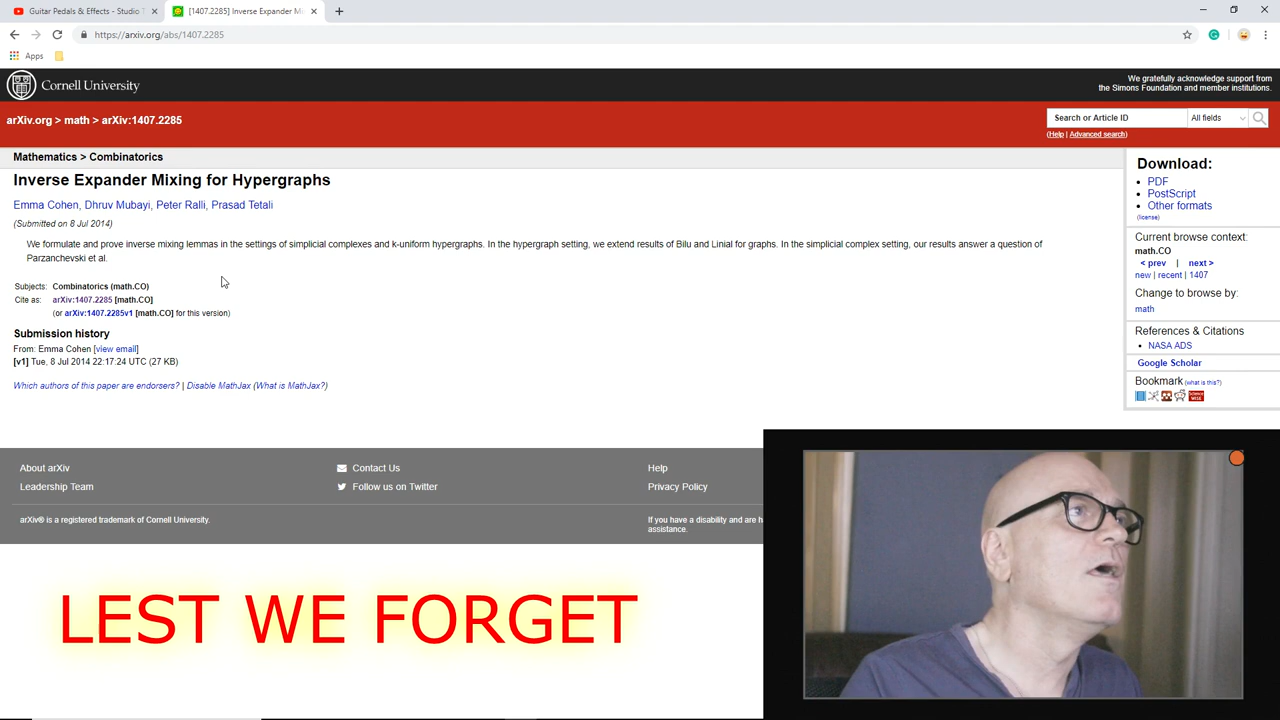 Guitar Pedals & Effects - Studio T
[1407.2285] Inverse Expander Mi
https://arxiv.org/abs/1407.2285
Apps
Cornell University
We gratefully acknowledge support from
the Simons Foundation and member institutions.
arXiv.org > math > arXiv:1407.2285
Search or Article ID
All fields
(Help | Advanced search)
Mathematics > Combinatorics
Inverse Expander Mixing for Hypergraphs
Emma Cohen, Dhruv Mubayi, Peter Ralli, Prasad Tetali
(Submitted on 8 Jul 2014)
We formulate and prove inverse mixing lemmas in the settings of simplicial complexes and k-uniform hypergraphs. In the hypergraph setting, we extend results of Bilu and Linial for graphs. In the simplicial complex setting, our results answer a question of
Parzanchevski et al.
Subjects: Combinatorics (math.CO)
Cite as: arXiv:1407.2285 [math.CO]
(or arXiv:1407.2285v1 [math.CO] for this version)
Submission history
From: Emma Cohen [view email]
[v1] Tue, 8 Jul 2014 22:17:24 UTC (27 KB)
Which authors of this paper are endorsers? | Disable MathJax (What is MathJax?)
Download:
PDF
PostScript
Other formats
(license)
Current browse context:
math.CO
< prev | next >
new | recent | 1407
Change to browse by:
math
References & Citations
NASA ADS
Google Scholar
Bookmark (what is this?)
Science
WISE
About arXiv
Leadership Team
Contact Us
Follow us on Twitter
Help
Privacy Policy
arXiv® is a registered trademark of Cornell University.
If you have a disability and are h
assistance.
LEST WE FORGET